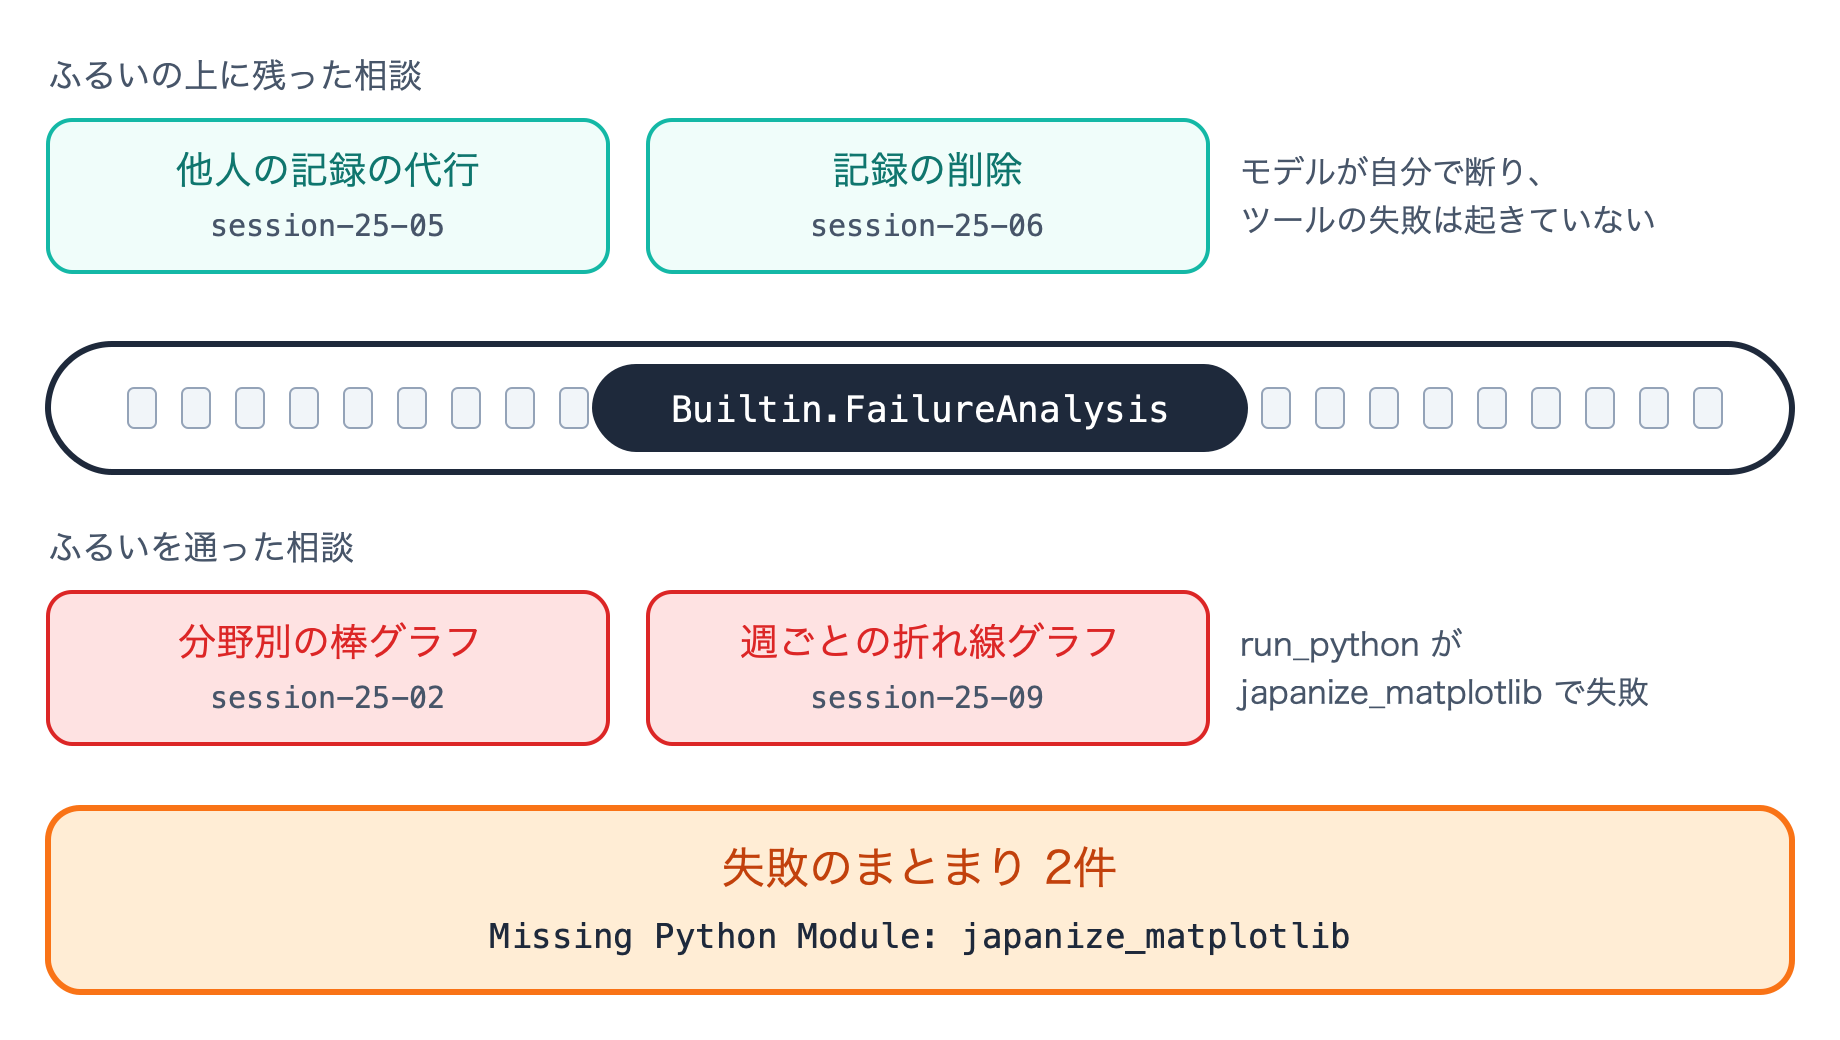 ふるいの上に残った相談
他人の記録の代行
session-25-05
記録の削除
session-25-06
モデルが自分で断り、
ツールの失敗は起きていない
Builtin.FailureAnalysis
ふるいを通った相談
分野別の棒グラフ
session-25-02
週ごとの折れ線グラフ
session-25-09
run_python が
japanize_matplotlib で失敗
失敗のまとまり 2件
Missing Python Module: japanize_matplotlib